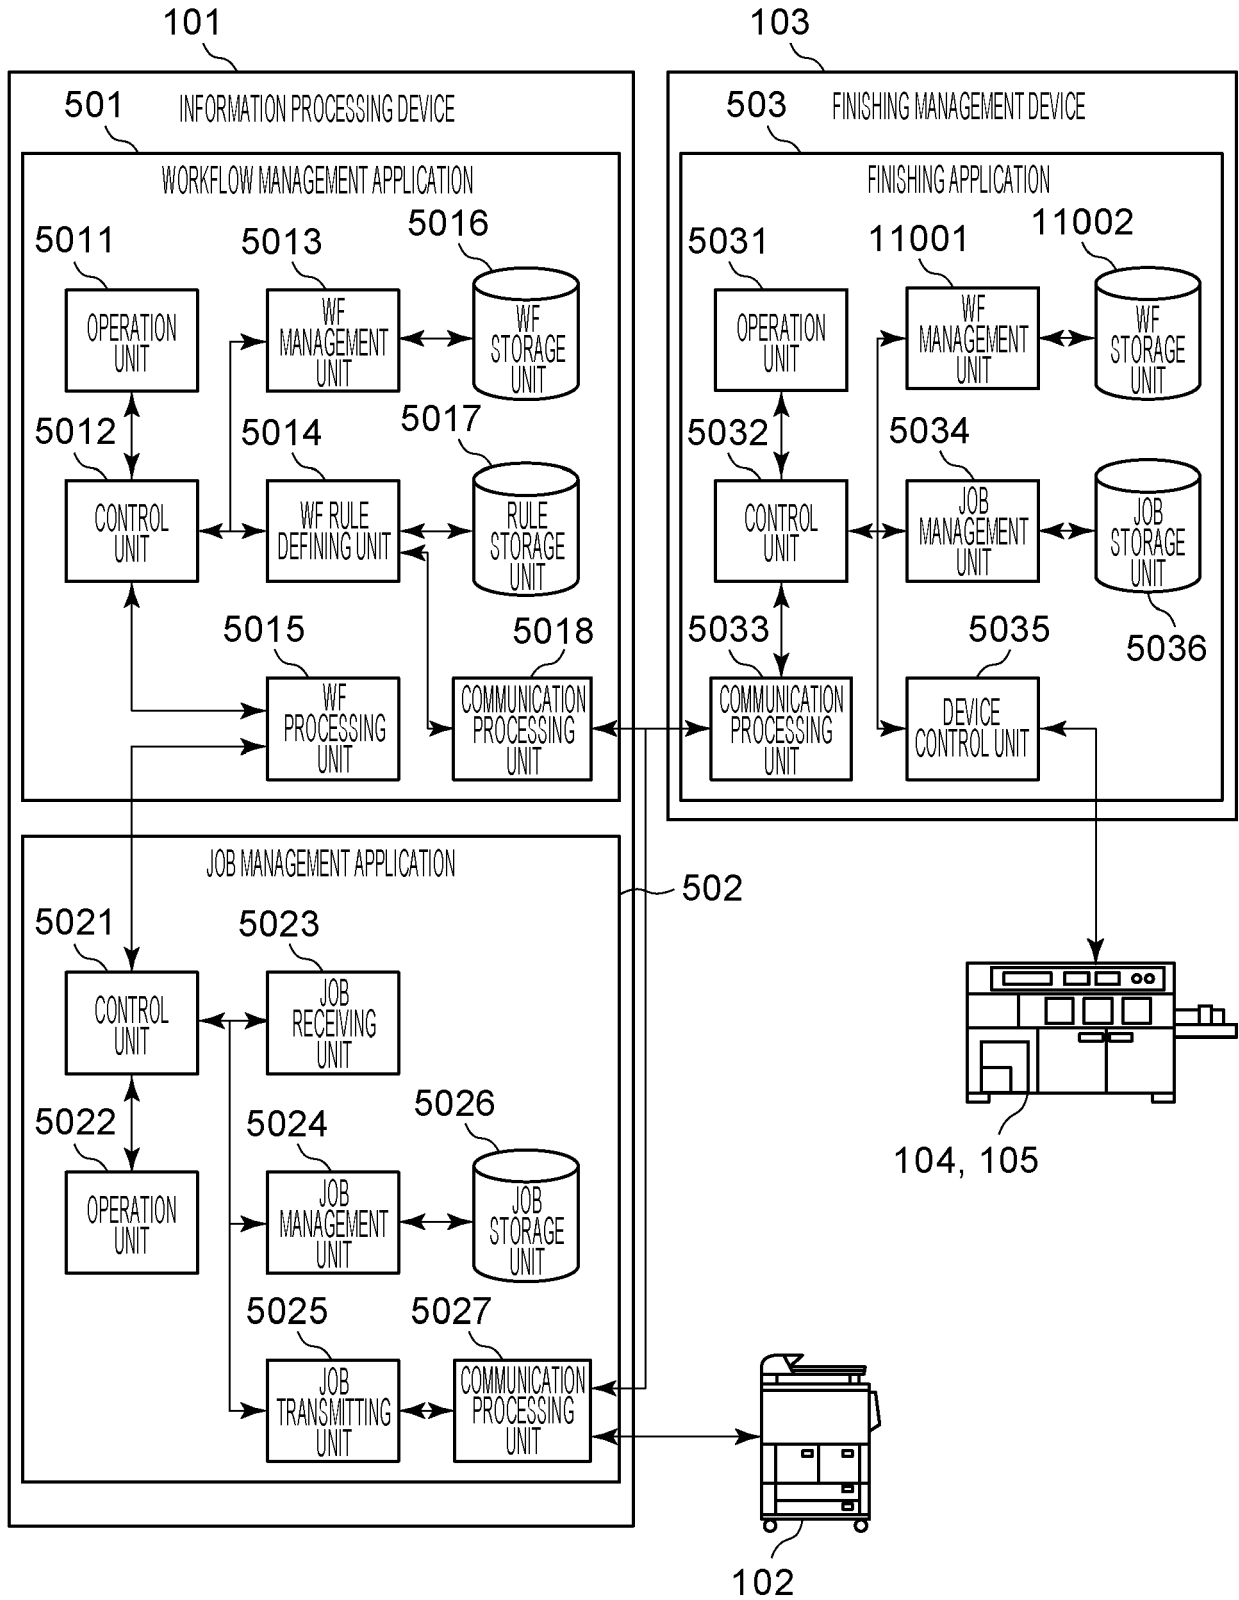 101
103
INFORMATION PROCESSING DEVICE
FINISHING MANAGEMENT DEVICE
501
503
WORKFLOW MANAGEMENT APPLICATION
FINISHING APPLICATION
5011
5013
5016
5031
11001
11002
OPERATION
UNIT
WF
MANAGEMENT
UNIT
WF
STORAGE
UNIT
OPERATION
UNIT
WF
MANAGEMENT
UNIT
WF
STORAGE
UNIT
5012
5014
5017
5032
5034
CONTROL
UNIT
WF RULE
DEFINING UNIT
RULE
STORAGE
UNIT
CONTROL
UNIT
JOB
MANAGEMENT
UNIT
JOB
STORAGE
UNIT
5036
5015
5018
5033
5035
WF
PROCESSING
UNIT
COMMUNICATION
PROCESSING
UNIT
COMMUNICATION
PROCESSING
UNIT
DEVICE
CONTROL UNIT
JOB MANAGEMENT APPLICATION
502
5021
5023
CONTROL
UNIT
JOB
RECEIVING
UNIT
5022
5024
5026
OPERATION
UNIT
JOB
MANAGEMENT
UNIT
JOB
STORAGE
UNIT
104, 105
5025
5027
JOB
TRANSMITTING
UNIT
COMMUNICATION
PROCESSING
UNIT
102